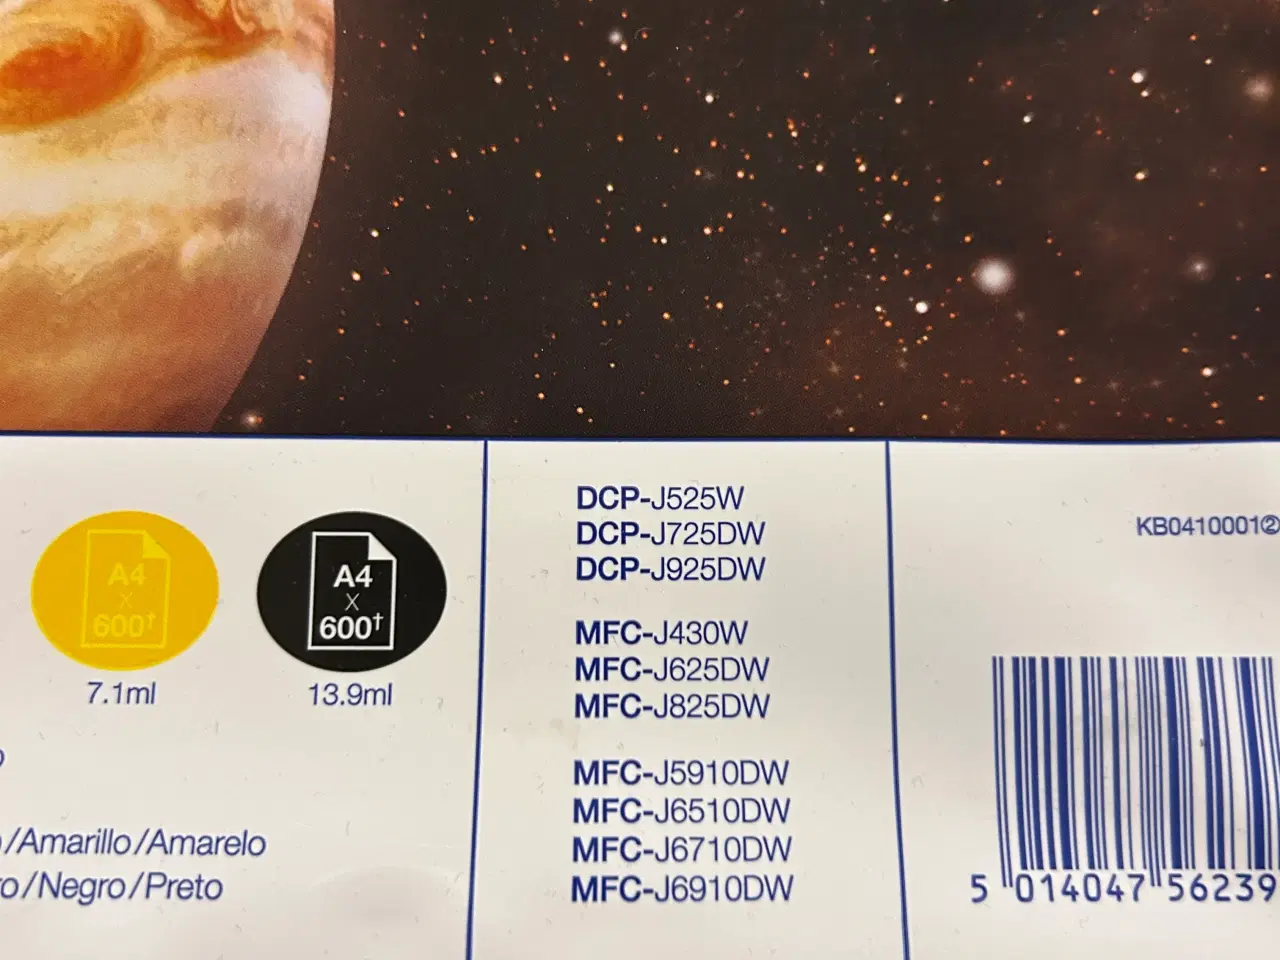 A4
X
600†
7.1ml
A4
X
600†
13.9ml
/Amarillo/Amarelo
ro/Negro/Preto
DCP-J525W
DCP-J725DW
DCP-J925DW
MFC-J430W
MFC-J625DW
MFC-J825DW
MFC-J5910DW
MFC-J6510DW
MFC-J6710DW
MFC-J6910DW
KB0410001②
5 014047 56239